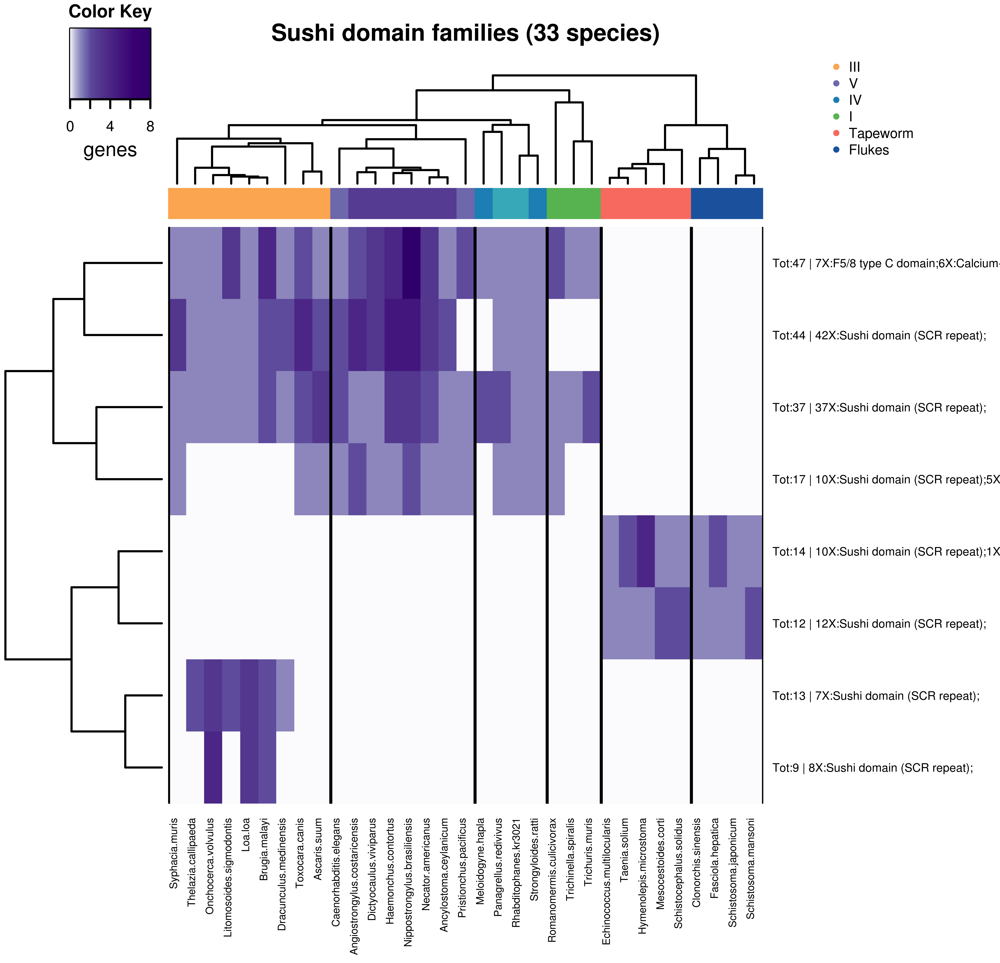 Color Key
0 4 8
genes
Sushi domain families (33 species)
III
V
IV
I
Tapeworm
Flukes
Tot:47 | 7X:F5/8 type C domain;6X:Calcium-
Tot:44 | 42X:Sushi domain (SCR repeat);
Tot:37 | 37X:Sushi domain (SCR repeat);
Tot:17 | 10X:Sushi domain (SCR repeat);5X
Tot:14 | 10X:Sushi domain (SCR repeat);1X
Tot:12 | 12X:Sushi domain (SCR repeat);
Tot:13 | 7X:Sushi domain (SCR repeat);
Tot:9 | 8X:Sushi domain (SCR repeat);
Syphacia.muris
Thelazia.callipaeda
Onchocerca.volvulus
Litomosoides.sigmodontis
Loa.loa
Brugia.malayi
Dracunculus.medinensis
Toxocara.canis
Ascaris.suum
Caenorhabditis.elegans
Angiostrongylus.costaricensis
Dictyocaulus.viviparus
Haemonchus.contortus
Nippostrongylus.brasiliensis
Necator.americanus
Ancylostoma.ceylanicum
Pristionchus.pacificus
Meloidogyne.hapla
Panagrellus.redivivus
Rhabditophanes.kr3021
Strongyloides.ratti
Romanomermis.culicivorax
Trichinella.spiralis
Trichuris.muris
Echinococcus.multilocularis
Taenia.solium
Hymenolepis.microstoma
Mesocestoides.corti
Schistocephalus.solidus
Clonorchis.sinensis
Fasciola.hepatica
Schistosoma.japonicum
Schistosoma.mansoni